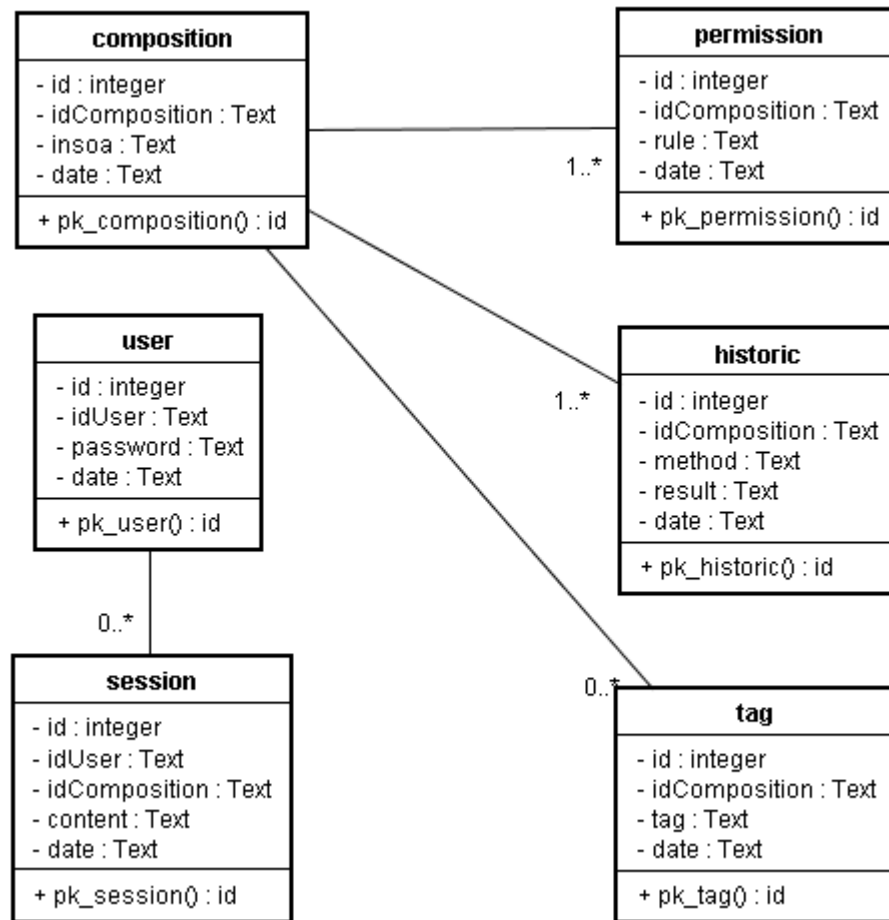 composition
- id : integer
- idComposition : Text
- insoa : Text
- date : Text
+ pk_composition() : id
permission
- id : integer
- idComposition : Text
- rule : Text
- date : Text
+ pk_permission() : id
1..*
user
- id : integer
- idUser : Text
- password : Text
- date : Text
+ pk_user() : id
historic
- id : integer
- idComposition : Text
- method : Text
- result : Text
- date : Text
+ pk_historic() : id
1..*
0..*
session
- id : integer
- idUser : Text
- idComposition : Text
- content : Text
- date : Text
+ pk_session() : id
0..*
tag
- id : integer
- idComposition : Text
- tag : Text
- date : Text
+ pk_tag() : id